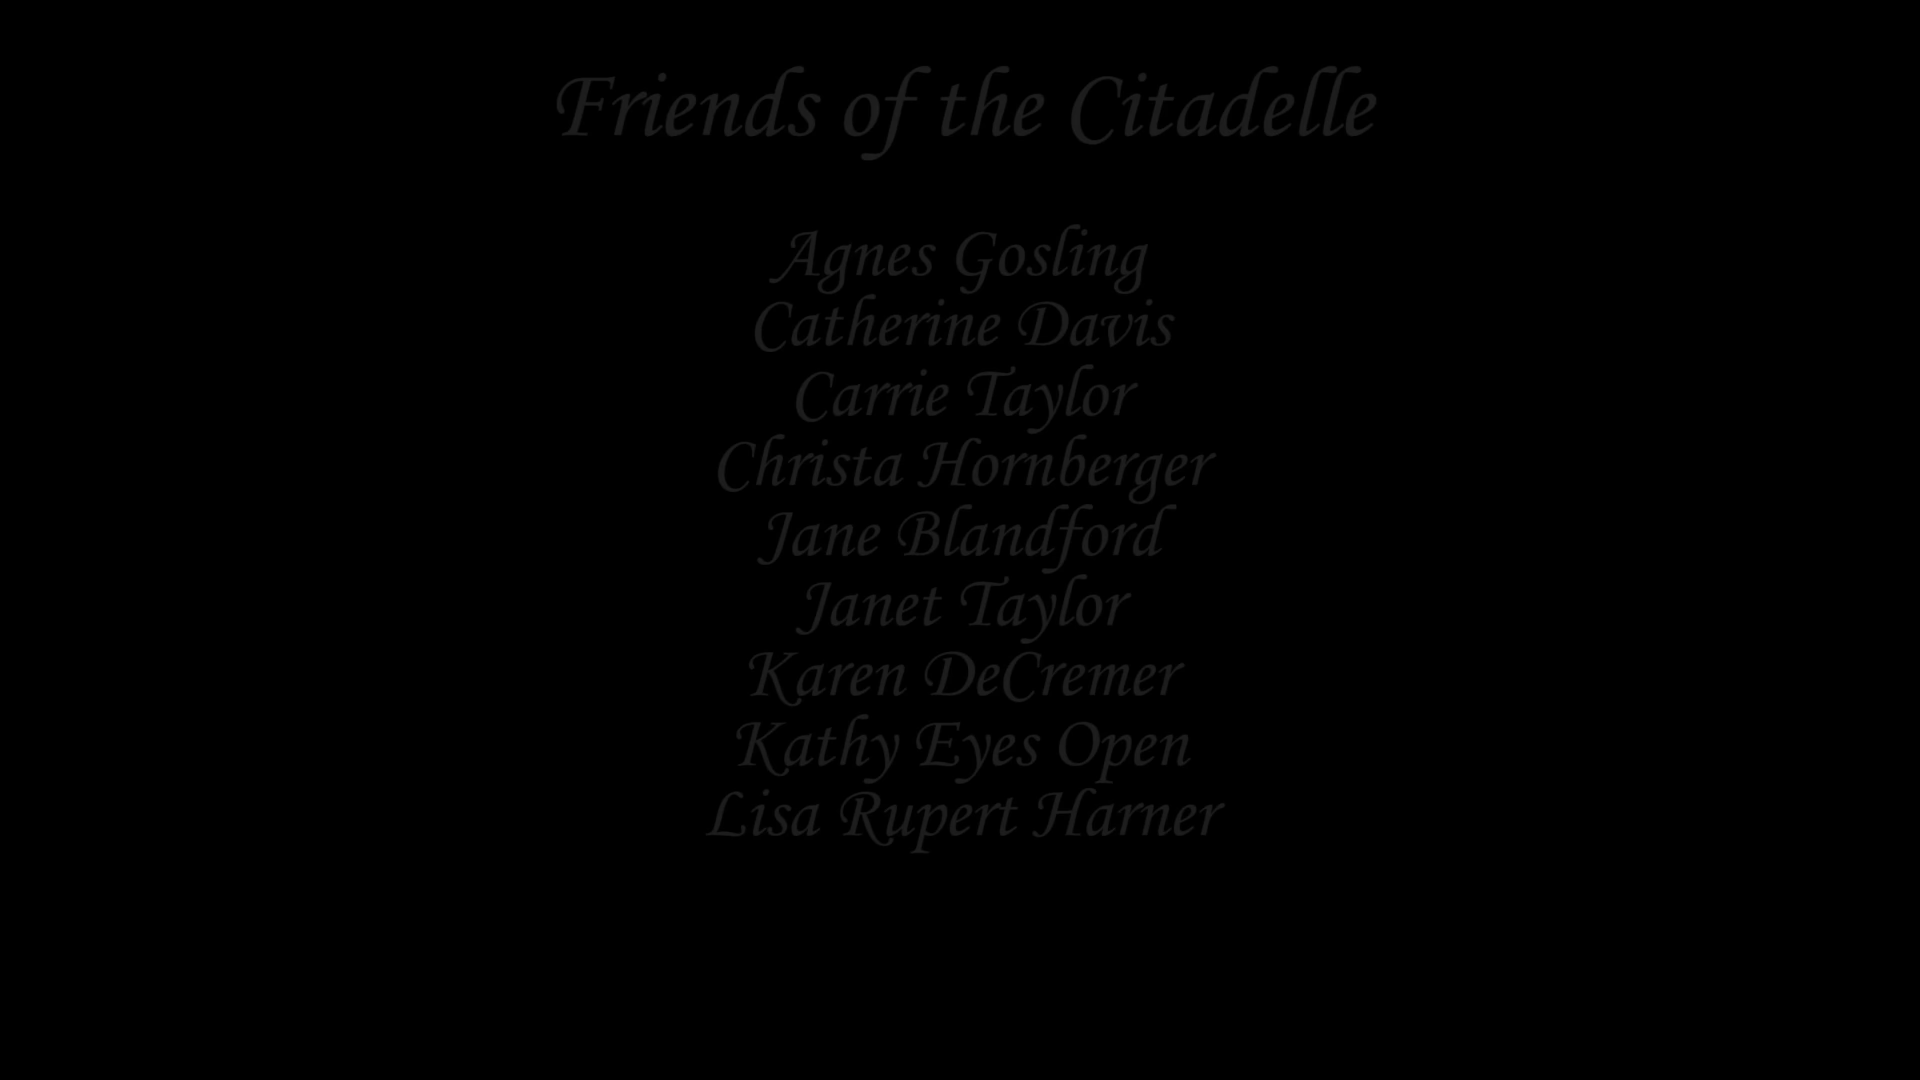 Friends of the Citadelle
Agnes Gosling
Catherine Davis
Carrie Taylor
Christa Hornberger
Jane Blandford
Janet Taylor
Karen DeCremer
Kathy Eyes Open
Lisa Rupert Harner